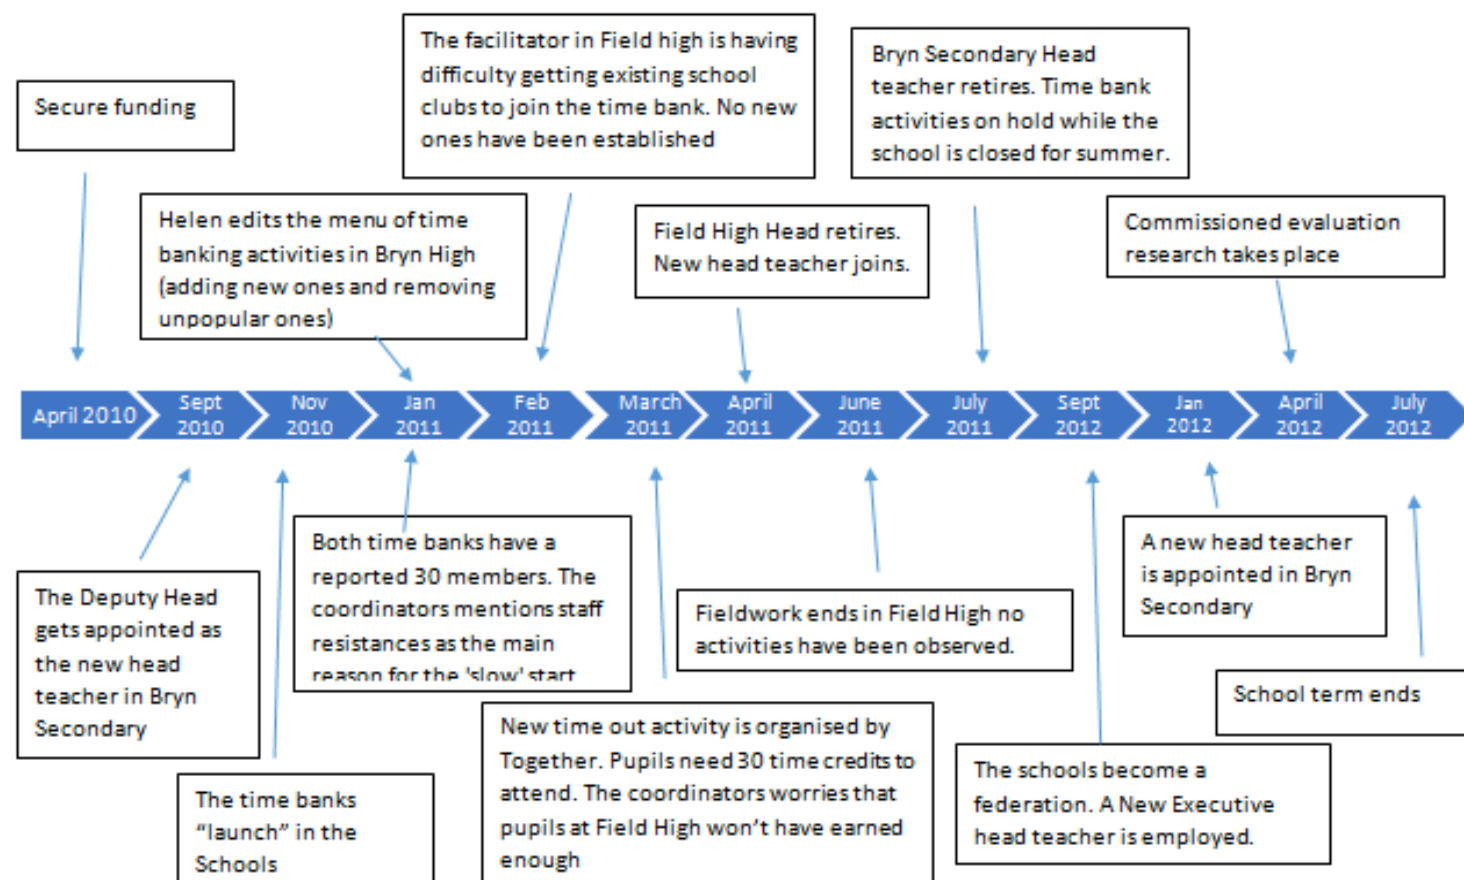 Secure funding
The facilitator in Field high is having
difficulty getting existing school
clubs to join the time bank. No new
ones have been established
Bryn Secondary Head
teacher retires. Time bank
activities on hold while the
school is closed for summer.
Helen edits the menu of time
banking activities in Bryn High
(adding new ones and removing
unpopular ones)
Field High Head retires.
New head teacher joins.
Commissioned evaluation
research takes place
April 2010
Sept
2010
Nov
2010
Jan
2011
Feb
2011
March
2011
April
2011
June
2011
July
2011
Sept
2012
Jan
2012
April
2012
July
2012
The Deputy Head
gets appointed as
the new head
teacher in Bryn
Secondary
The time banks
“launch” in the
Schools
Both time banks have a
reported 30 members. The
coordinators mentions staff
resistances as the main
reason for the 'slow' start
New time out activity is organised by
Together. Pupils need 30 time credits to
attend. The coordinators worries that
pupils at Field High won’t have earned
enough
Fieldwork ends in Field High no
activities have been observed.
The schools become a
federation. A New Executive
head teacher is employed.
A new head teacher
is appointed in Bryn
Secondary
School term ends